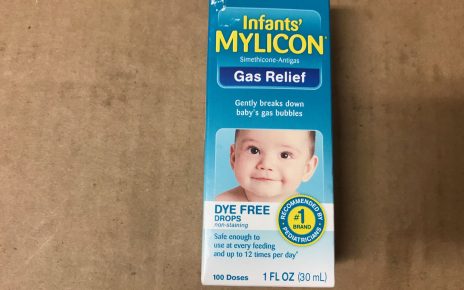 Infants'
MYLICON®
Simethicone-Antigas
Gas Relief
Gently breaks down
baby's gas bubbles
DYE FREE
DROPS
non-staining
Safe enough to
use at every feeding
and up to 12 times per day*
RECOMMENDED BY
#1
BRAND
PEDIATRICIANS
100 Doses
1 FL OZ (30 mL)